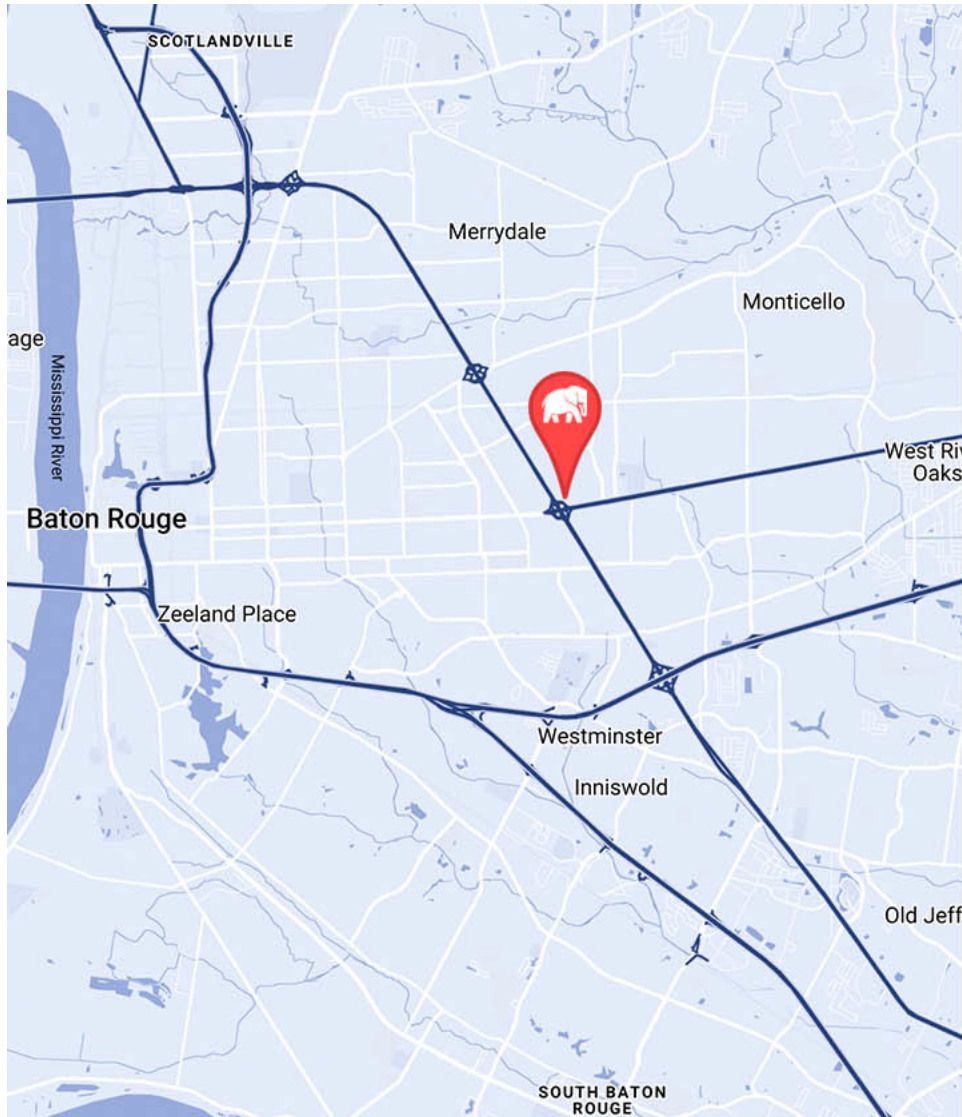 SCOTLANDVILLE
Merrydale
Monticello
age
Mississippi River
West Riv
Oaks
Baton Rouge
Zeeland Place
Westminster
Inniswold
Old Jeff
SOUTH BATON
ROUGE